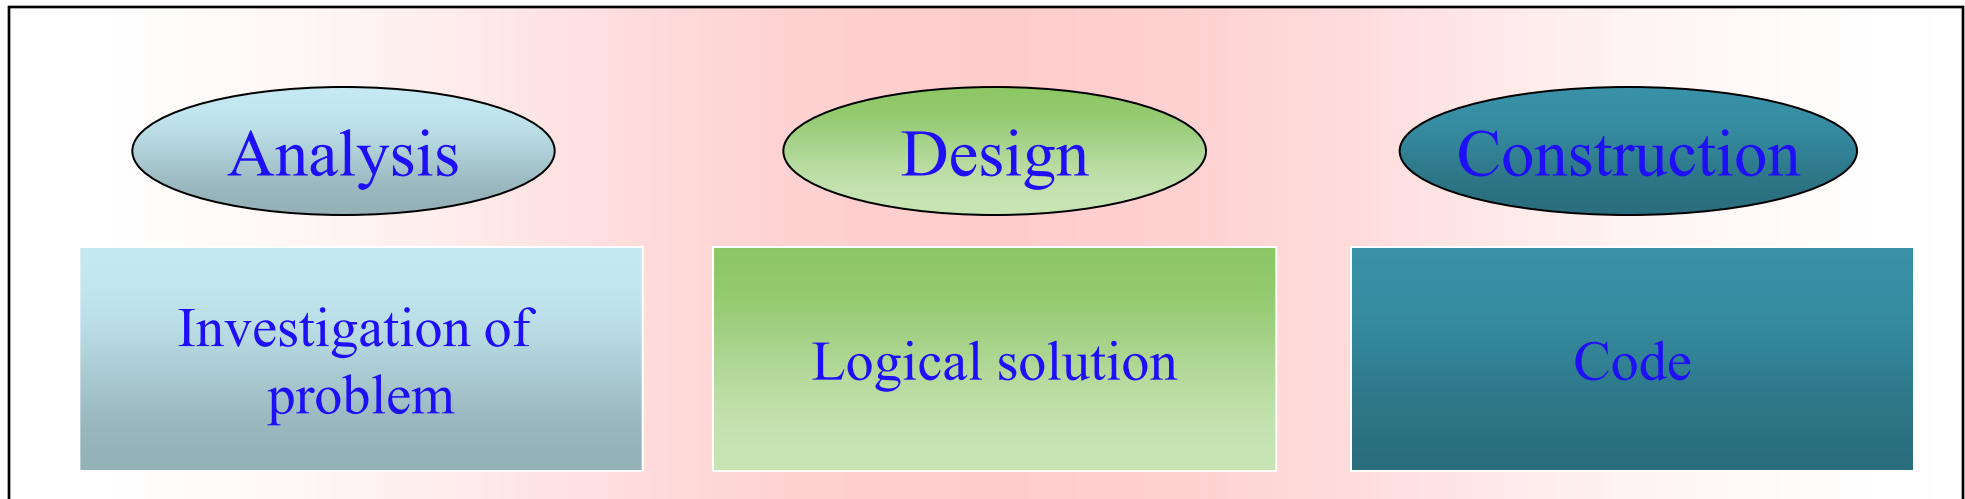 Analysis
Design
Construction
Investigation of
problem
Logical solution
Code